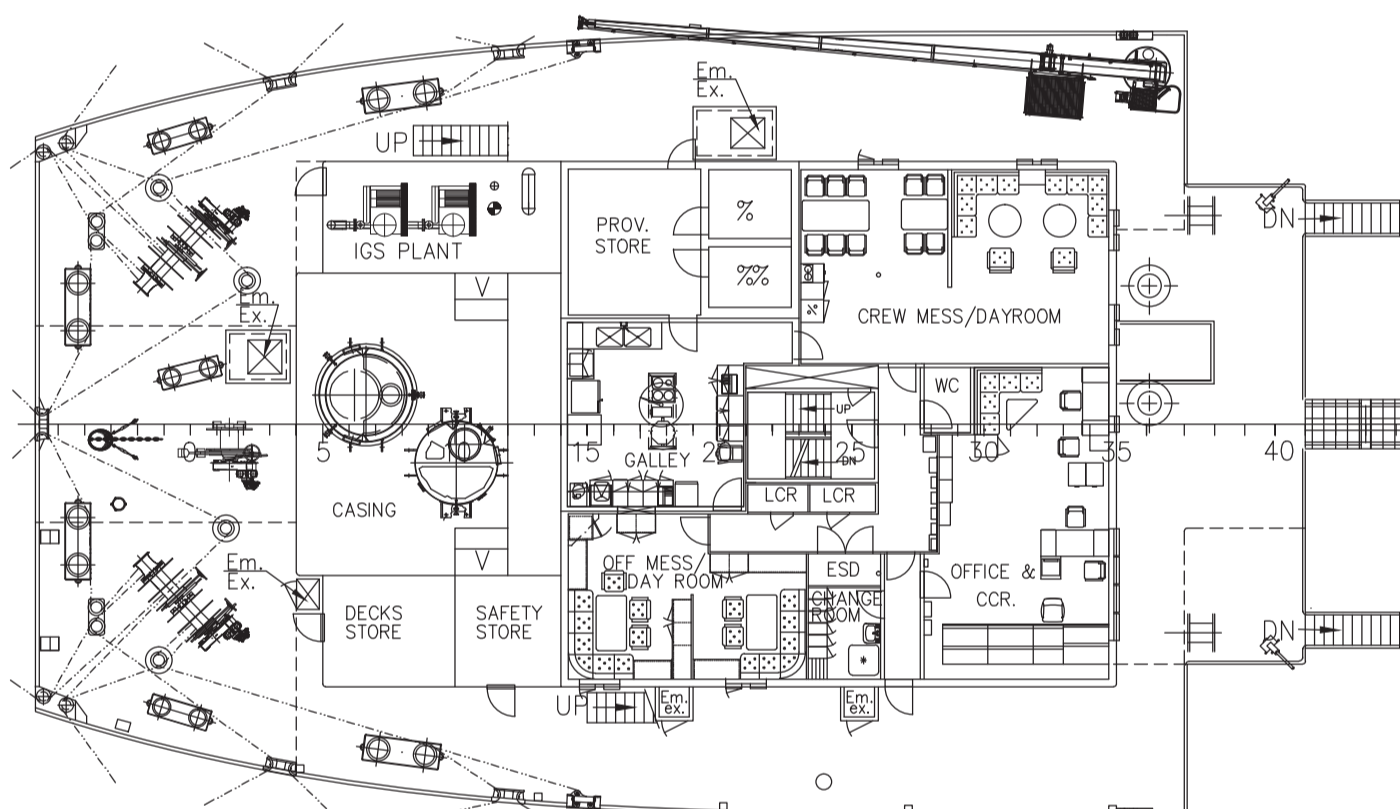 Em.
Ex.
UP
IGS PLANT
PROV.
STORE
%
%%
%
DN
CREW MESS/DAYROOM
Em.
Ex.
V
WC
UP
5
15
20
25
30
35
40
GALLEY
DN
CASING
LCR
LCR
V
Em.
Ex.
OFF MESS/
DAY ROOM
ESD
OFFICE &
CCR.
CHANGE
ROOM
DECKS
STORE
SAFETY
STORE
DN
UP
Em.
ex.
Em.
ex.